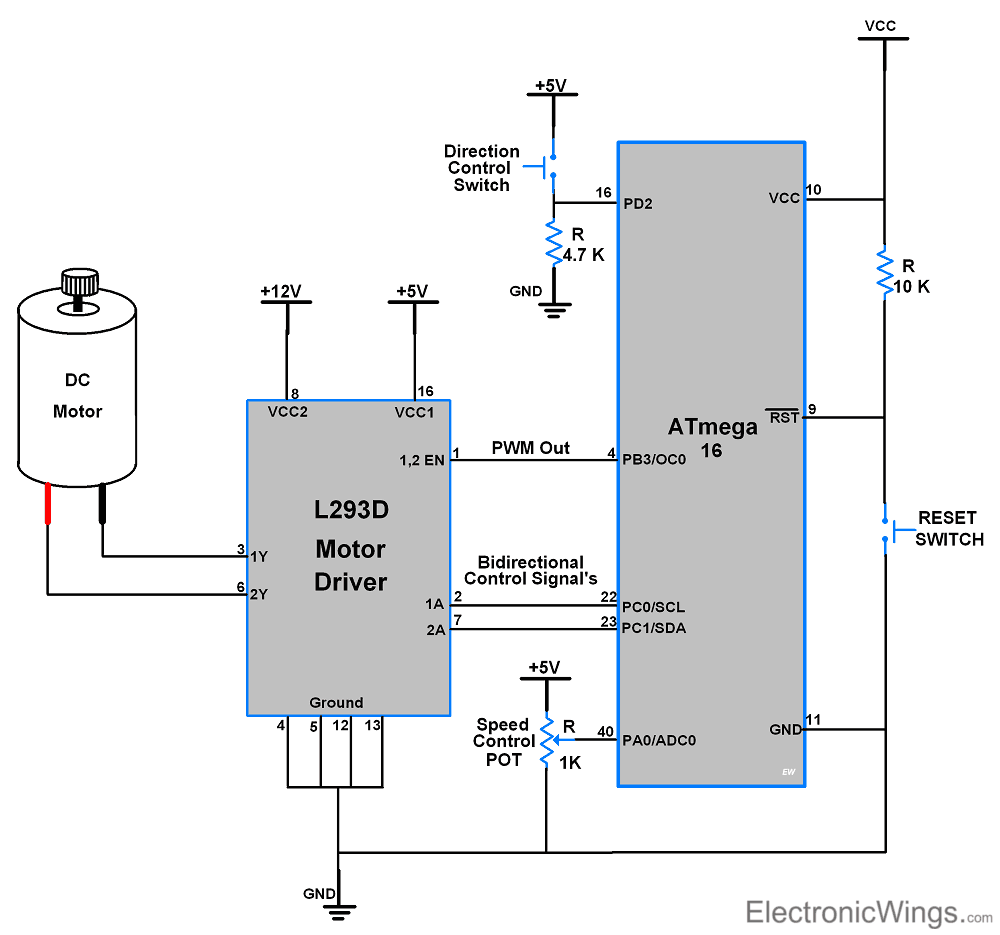 VCC
+5V
Direction
Control
Switch
16
PD2
VCC
10
R
4.7 K
GND
R
10 K
+12V
+5V
DC
Motor
8
VCC2
16
VCC1
RST
9
ATmega
16
1,2 EN
1
PWM Out
4
PB3/OC0
L293D
Motor
Driver
RESET
SWITCH
3
1Y
6
2Y
Bidirectional
Control Signal's
1A
2
22
PC0/SCL
2A
7
23
PC1/SDA
+5V
Ground
4
5
12
13
Speed
Control
POT
R
1K
40
PA0/ADC0
GND
11
EW
GND
ElectronicWings.com